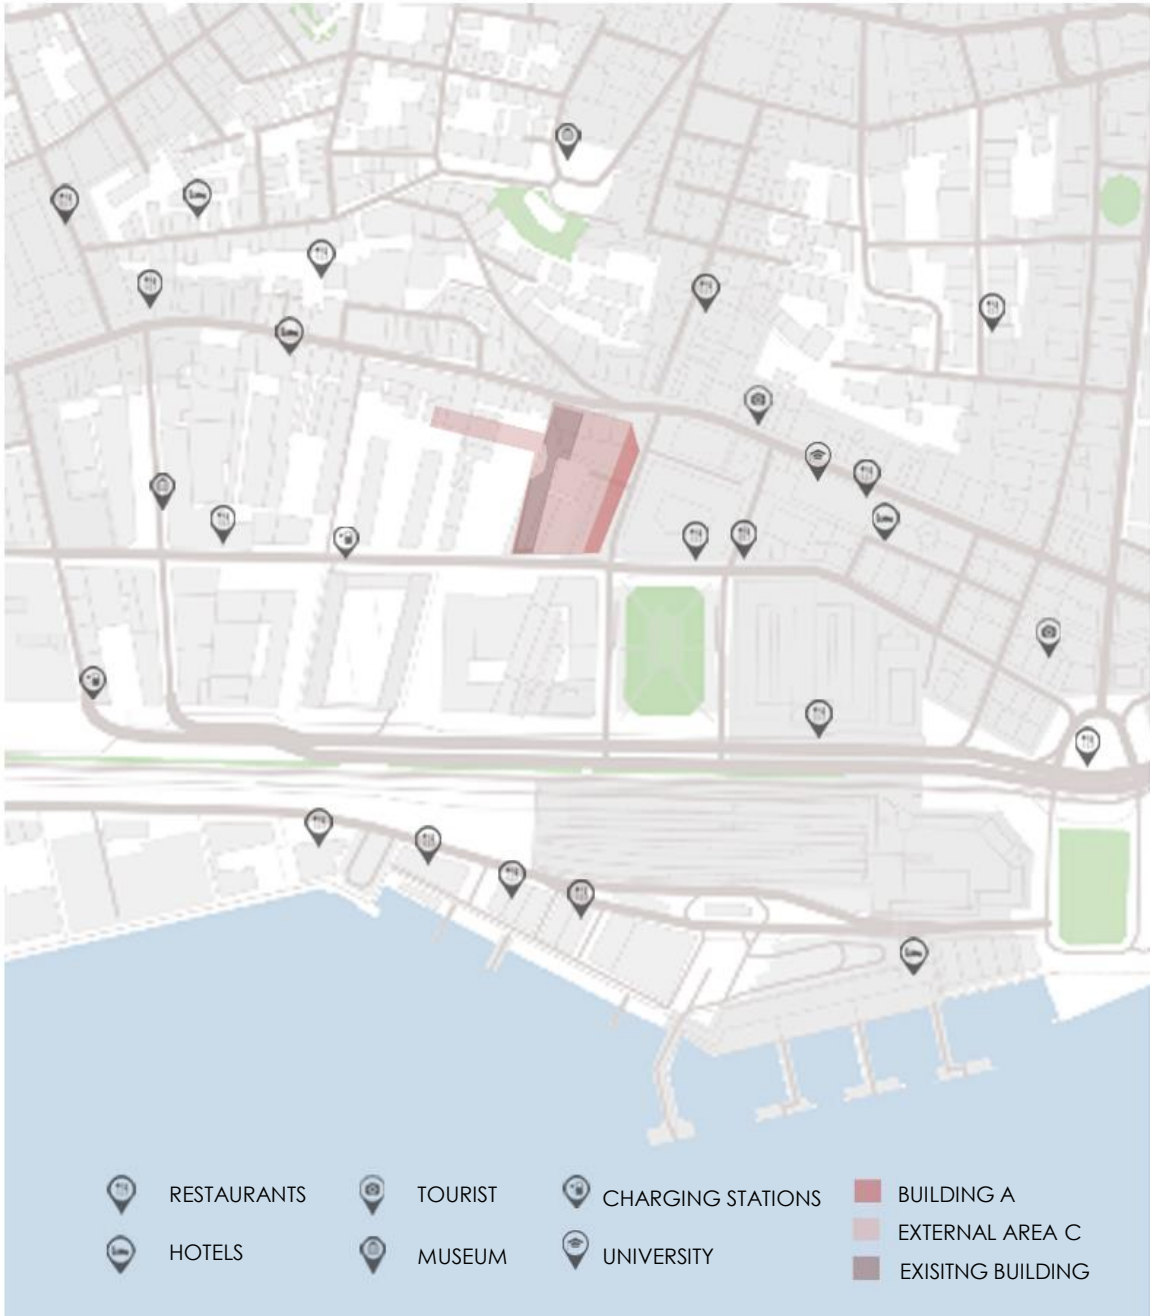 RESTAURANTS
TOURIST
CHARGING STATIONS
BUILDING A
EXTERNAL AREA C
HOTELS
MUSEUM
UNIVERSITY
EXISITNG BUILDING